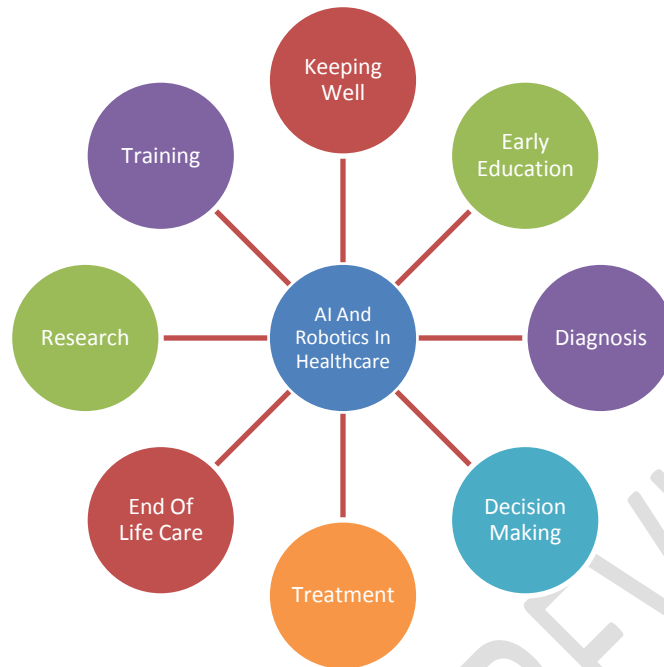 Keeping
Well
Early
Education
Diagnosis
Decision
Making
Treatment
End Of
Life Care
Research
Training
AI And
Robotics In
Healthcare